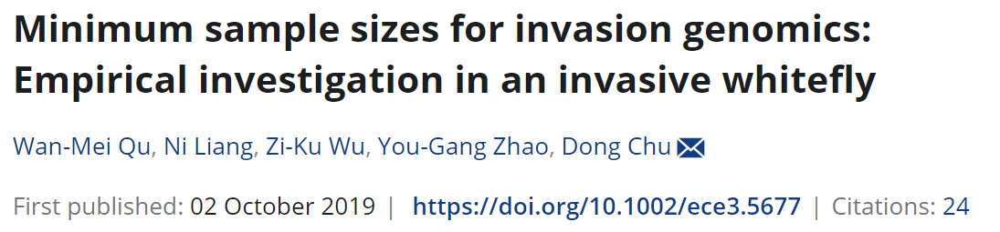 Minimum sample sizes for invasion genomics:
Empirical investigation in an invasive whitefly
Wan-Mei Qu, Ni Liang, Zi-Ku Wu, You-Gang Zhao, Dong Chu
First published: 02 October 2019 | https://doi.org/10.1002/ece3.5677 | Citations: 24